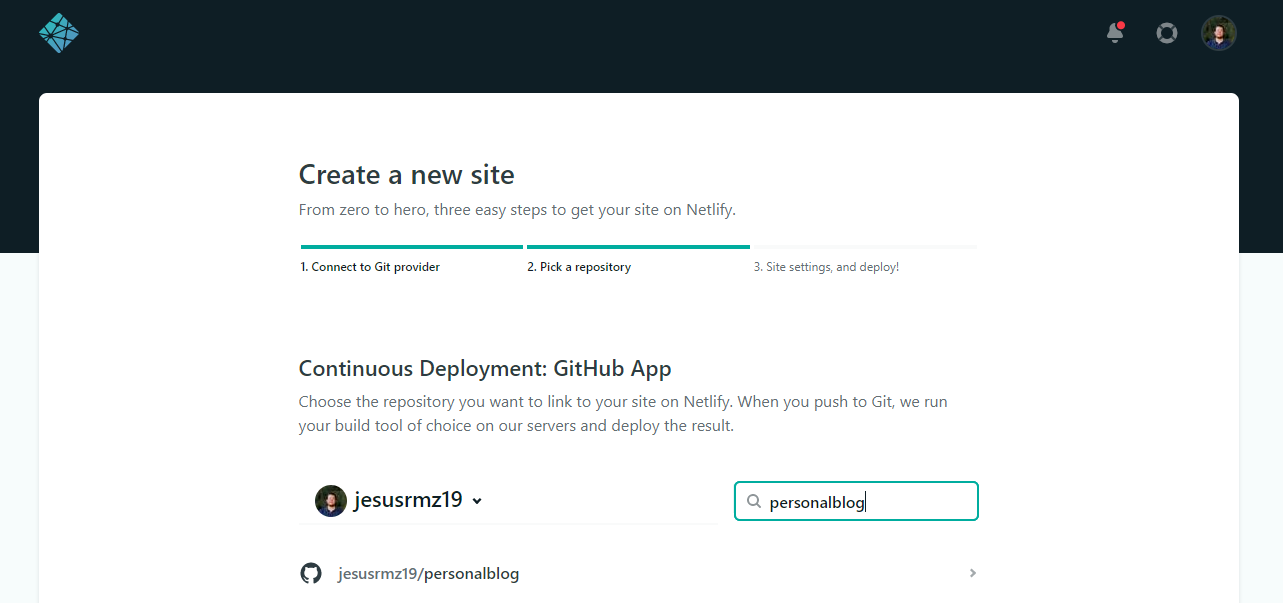 Create a new site
From zero to hero, three easy steps to get your site on Netlify.
1. Connect to Git provider
2. Pick a repository
3. Site settings, and deploy!
Continuous Deployment: GitHub App
Choose the repository you want to link to your site on Netlify. When you push to Git, we run
your build tool of choice on our servers and deploy the result.
jesusrmz19
personalblog
jesusrmz19/personalblog